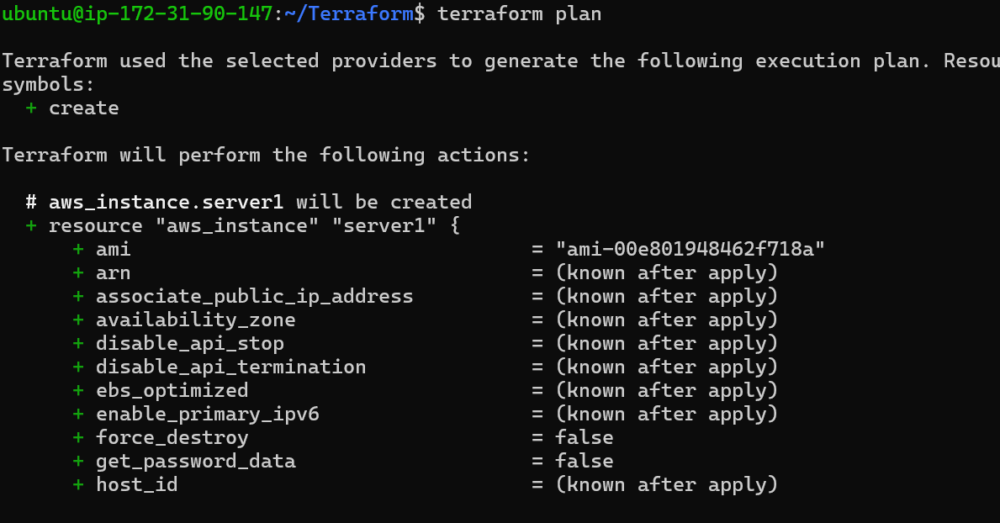 ubuntu@ip-172-31-90-147:~/Terraform$ terraform plan
Terraform used the selected providers to generate the following execution plan. Resou
symbols:
+ create
Terraform will perform the following actions:
# aws_instance.server1 will be created
+ resource "aws_instance" "server1" {
+ ami = "ami-00e801948462f718a"
+ arn = (known after apply)
+ associate_public_ip_address = (known after apply)
+ availability_zone = (known after apply)
+ disable_api_stop = (known after apply)
+ disable_api_termination = (known after apply)
+ ebs_optimized = (known after apply)
+ enable_primary_ipv6 = (known after apply)
+ force_destroy = false
+ get_password_data = false
+ host_id = (known after apply)